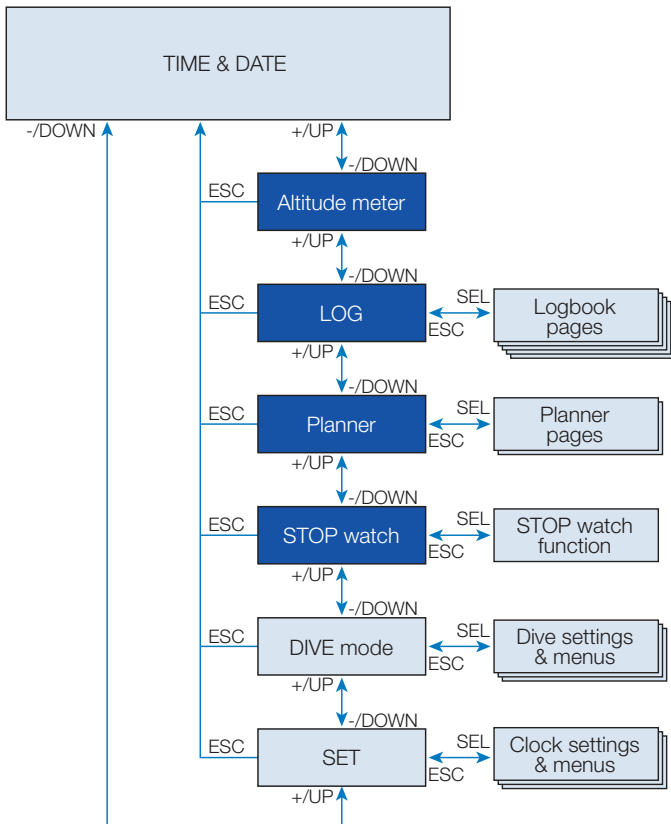 TIME & DATE
-/DOWN
+/UP
-/DOWN
ESC
Altitude meter
+/UP
-/DOWN
ESC
LOG
SEL
ESC
Logbook
pages
+/UP
-/DOWN
ESC
Planner
SEL
ESC
Planner
pages
+/UP
-/DOWN
ESC
STOP watch
SEL
ESC
STOP watch
function
+/UP
-/DOWN
ESC
DIVE mode
SEL
ESC
Dive settings
& menus
+/UP
-/DOWN
ESC
SET
SEL
ESC
Clock settings
& menus
+/UP